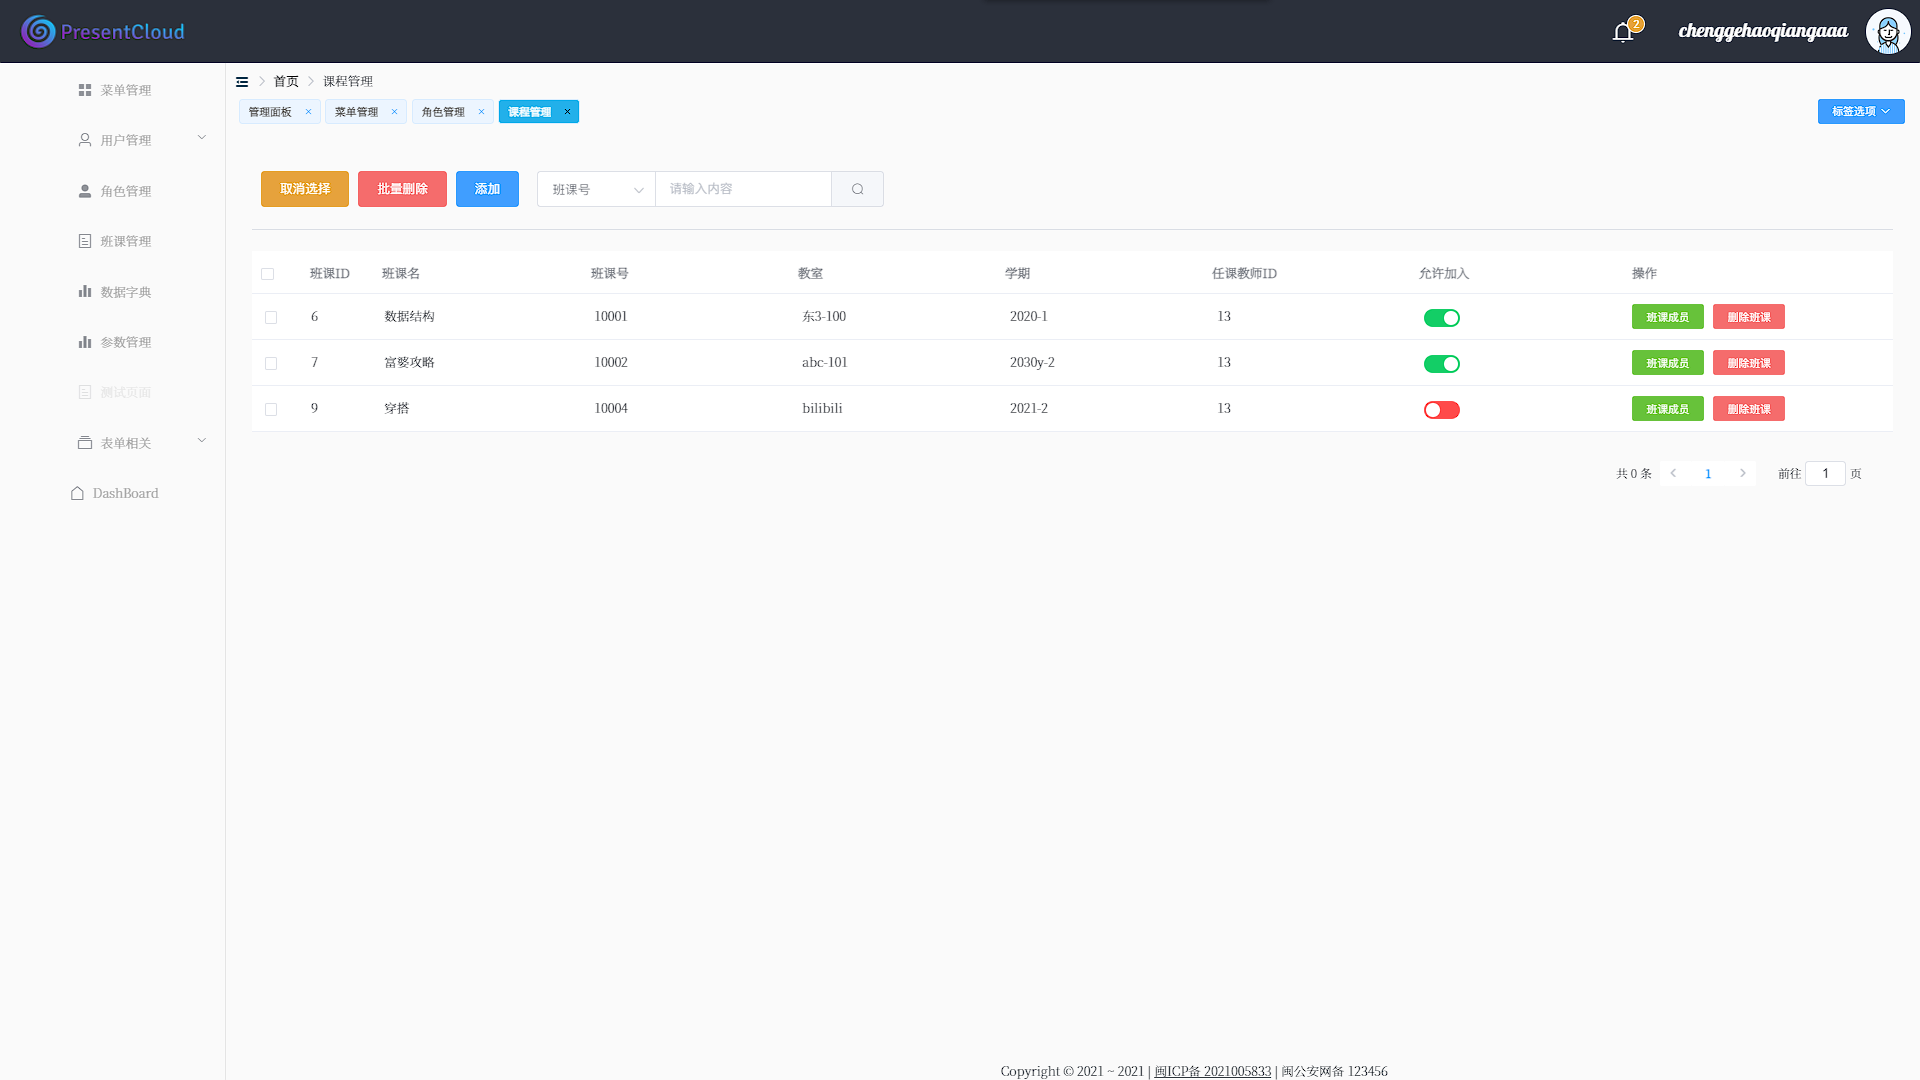 PresentCloud
2
chenggehaoqiangaaa
菜单管理
用户管理
角色管理
班课管理
数据字典
参数管理
测试页面
表单相关
DashBoard
首页 课程管理
管理面板 菜单管理 角色管理 课程管理
标签选项
取消选择 批量删除 添加 班课号 请输入内容
班课ID 班课名 班课号 教室 学期 任课教师ID 允许加入 操作
6 数据结构 10001 东3-100 2020-1 13 班课成员 删除班课
7 富婆攻略 10002 abc-101 2030y-2 13 班课成员 删除班课
9 穿搭 10004 bilibili 2021-2 13 班课成员 删除班课
共 0 条 1 前往 1 页
Copyright © 2021 ~ 2021 | 闽ICP备 2021005833 | 闽公安网备 123456